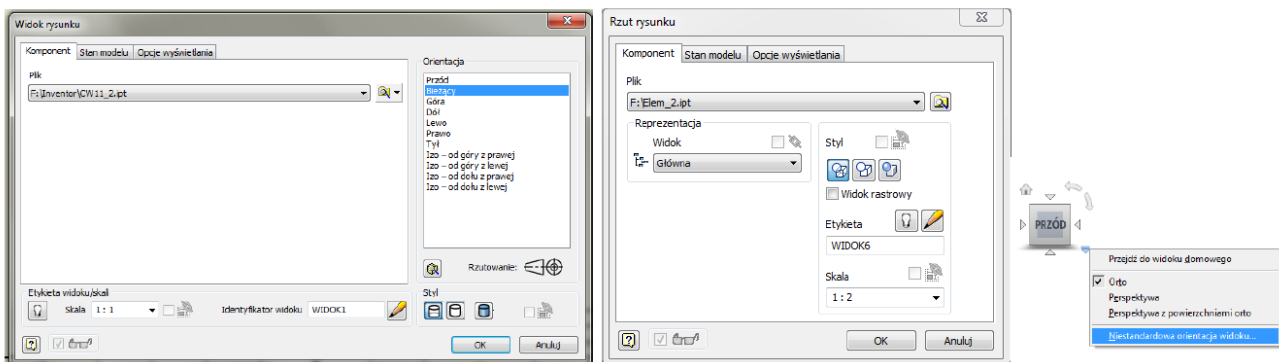 Widok rysunku
Komponent Stan modelu Opcje wyświetlania
Plik
F:\Inventor\CW11_2.ipt
Orientacja
Przód
Bieżący
Góra
Dół
Lewo
Prawo
Tył
Izo – od góry z prawej
Izo – od góry z lewej
Izo – od dołu z prawej
Izo – od dołu z lewej
Rzutowanie:
Etykieta widoku/skali
Skala 1 : 1
Identyfikator widoku WIDOK1
Styl
OK Anuluj
Rzut rysunku
Komponent Stan modelu Opcje wyświetlania
Plik
F:\Elem_2.ipt
Reprezentacja
Widok
Główna
Styl
Widok rastrowy
Etykieta
WIDOK6
Skala
1 : 2
OK Anuluj
PRZÓD
Przejdź do widoku domowego
Orto
Perspektywa
Perspektywa z powierzchniami orto
Niestandardowa orientacja widoku...